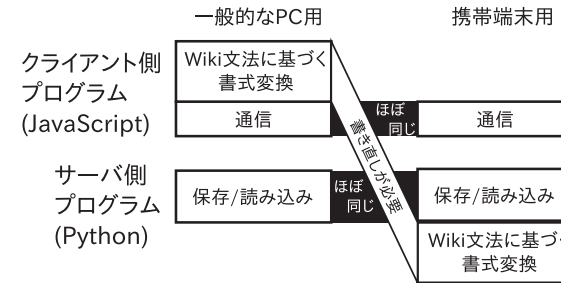 一般的なPC用
携帯端末用
クライアント側
プログラム
(JavaScript)
Wiki文法に基づく
書式変換
通信
ほぼ
同じ
通信
書き直しが必要
サーバ側
プログラム
(Python)
保存/読み込み
ほぼ
同じ
保存/読み込み
Wiki文法に基づく
書式変換